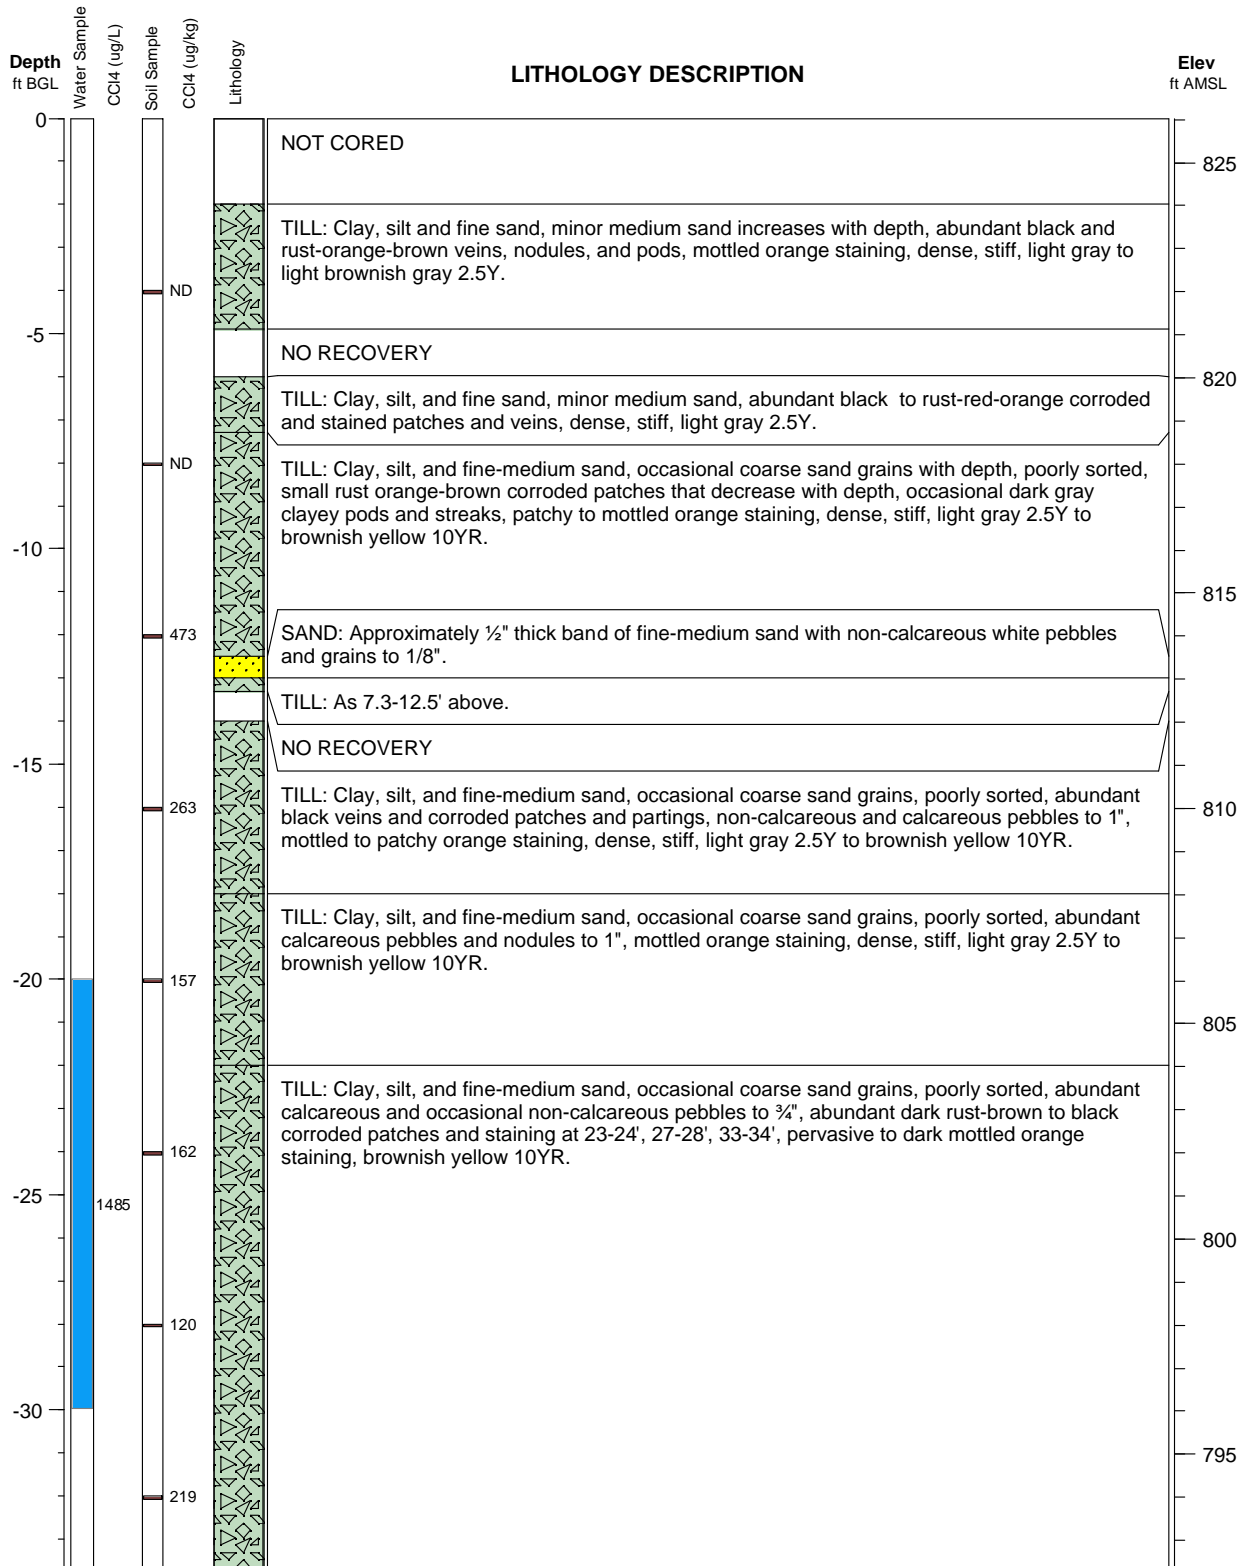 Depth
ft BGL
Water Sample
CCl4 (ug/L)
Soil Sample
CCl4 (ug/kg)
Lithology
LITHOLOGY DESCRIPTION
Elev
ft AMSL
0
NOT CORED
825
TILL: Clay, silt and fine sand, minor medium sand increases with depth, abundant black and
rust-orange-brown veins, nodules, and pods, mottled orange staining, dense, stiff, light gray to
light brownish gray 2.5Y.
ND
-5
NO RECOVERY
820
TILL: Clay, silt, and fine sand, minor medium sand, abundant black to rust-red-orange corroded
and stained patches and veins, dense, stiff, light gray 2.5Y.
ND
TILL: Clay, silt, and fine-medium sand, occasional coarse sand grains with depth, poorly sorted,
small rust orange-brown corroded patches that decrease with depth, occasional dark gray
clayey pods and streaks, patchy to mottled orange staining, dense, stiff, light gray 2.5Y to
brownish yellow 10YR.
-10
815
473
SAND: Approximately ½" thick band of fine-medium sand with non-calcareous white pebbles
and grains to 1/8".
TILL: As 7.3-12.5' above.
NO RECOVERY
-15
TILL: Clay, silt, and fine-medium sand, occasional coarse sand grains, poorly sorted, abundant
black veins and corroded patches and partings, non-calcareous and calcareous pebbles to 1",
mottled to patchy orange staining, dense, stiff, light gray 2.5Y to brownish yellow 10YR.
263
810
TILL: Clay, silt, and fine-medium sand, occasional coarse sand grains, poorly sorted, abundant
calcareous pebbles and nodules to 1", mottled orange staining, dense, stiff, light gray 2.5Y to
brownish yellow 10YR.
-20
157
805
TILL: Clay, silt, and fine-medium sand, occasional coarse sand grains, poorly sorted, abundant
calcareous and occasional non-calcareous pebbles to ¾", abundant dark rust-brown to black
corroded patches and staining at 23-24', 27-28', 33-34', pervasive to dark mottled orange
staining, brownish yellow 10YR.
162
-25
1485
800
120
-30
795
219